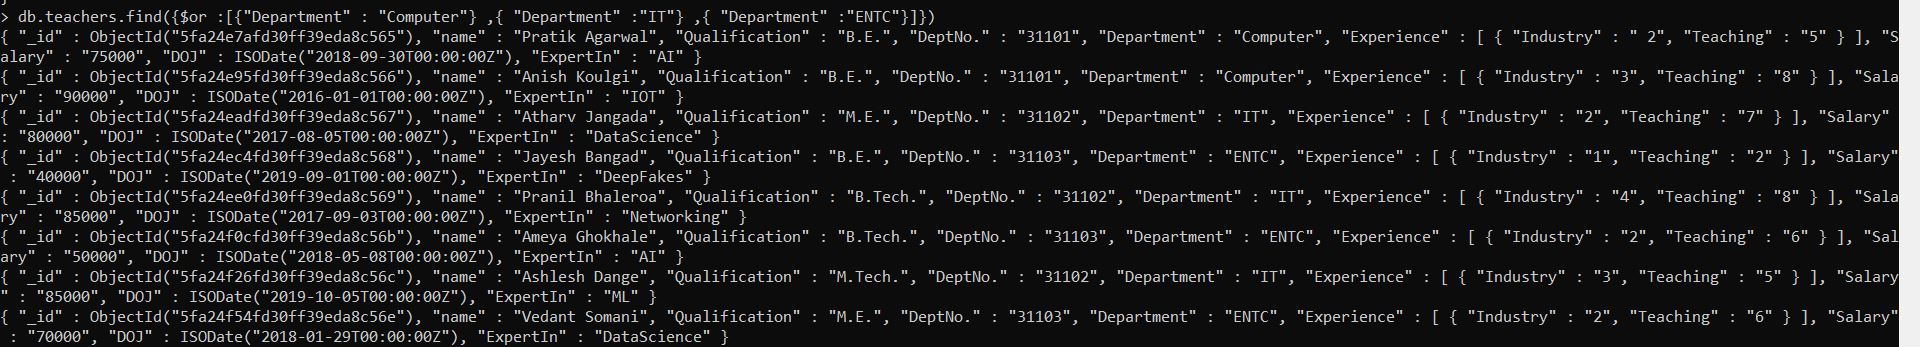 > db.teachers.find({$or :[{"Department" : "Computer"} ,{ "Department" :"IT"} ,{ "Department" :"ENTC"}]})
{ "_id" : ObjectId("5fa24e7afd30ff39eda8c565"), "name" : "Pratik Agarwal", "Qualification" : "B.E.", "DeptNo." : "31101", "Department" : "Computer", "Experience" : [ { "Industry" : " 2", "Teaching" : "5" } ], "S
alary" : "75000", "DOJ" : ISODate("2018-09-30T00:00:00Z"), "ExpertIn" : "AI" }
{ "_id" : ObjectId("5fa24e95fd30ff39eda8c566"), "name" : "Anish Koulgi", "Qualification" : "B.E.", "DeptNo." : "31101", "Department" : "Computer", "Experience" : [ { "Industry" : "3", "Teaching" : "8" } ], "Sala
ry" : "90000", "DOJ" : ISODate("2016-01-01T00:00:00Z"), "ExpertIn" : "IOT" }
{ "_id" : ObjectId("5fa24eadfd30ff39eda8c567"), "name" : "Atharv Jangada", "Qualification" : "M.E.", "DeptNo." : "31102", "Department" : "IT", "Experience" : [ { "Industry" : "2", "Teaching" : "7" } ], "Salary"
: "80000", "DOJ" : ISODate("2017-08-05T00:00:00Z"), "ExpertIn" : "DataScience" }
{ "_id" : ObjectId("5fa24ec4fd30ff39eda8c568"), "name" : "Jayesh Bangad", "Qualification" : "B.E.", "DeptNo." : "31103", "Department" : "ENTC", "Experience" : [ { "Industry" : "1", "Teaching" : "2" } ], "Salary"
 : "40000", "DOJ" : ISODate("2019-09-01T00:00:00Z"), "ExpertIn" : "DeepFakes" }
{ "_id" : ObjectId("5fa24ee0fd30ff39eda8c569"), "name" : "Pranil Bhaleroa", "Qualification" : "B.Tech.", "DeptNo." : "31102", "Department" : "IT", "Experience" : [ { "Industry" : "4", "Teaching" : "8" } ], "Sala
ry" : "85000", "DOJ" : ISODate("2017-09-03T00:00:00Z"), "ExpertIn" : "Networking" }
{ "_id" : ObjectId("5fa24f0cfd30ff39eda8c56b"), "name" : "Ameya Ghokhale", "Qualification" : "B.Tech.", "DeptNo." : "31103", "Department" : "ENTC", "Experience" : [ { "Industry" : "2", "Teaching" : "6" } ], "Sal
ary" : "50000", "DOJ" : ISODate("2018-05-08T00:00:00Z"), "ExpertIn" : "AI" }
{ "_id" : ObjectId("5fa24f26fd30ff39eda8c56c"), "name" : "Ashlesh Dange", "Qualification" : "M.Tech.", "DeptNo." : "31102", "Department" : "IT", "Experience" : [ { "Industry" : "3", "Teaching" : "5" } ], "Salary
" : "85000", "DOJ" : ISODate("2019-10-05T00:00:00Z"), "ExpertIn" : "ML" }
{ "_id" : ObjectId("5fa24f54fd30ff39eda8c56e"), "name" : "Vedant Somani", "Qualification" : "M.E.", "DeptNo." : "31103", "Department" : "ENTC", "Experience" : [ { "Industry" : "2", "Teaching" : "6" } ], "Salary"
 : "70000", "DOJ" : ISODate("2018-01-29T00:00:00Z"), "ExpertIn" : "DataScience" }